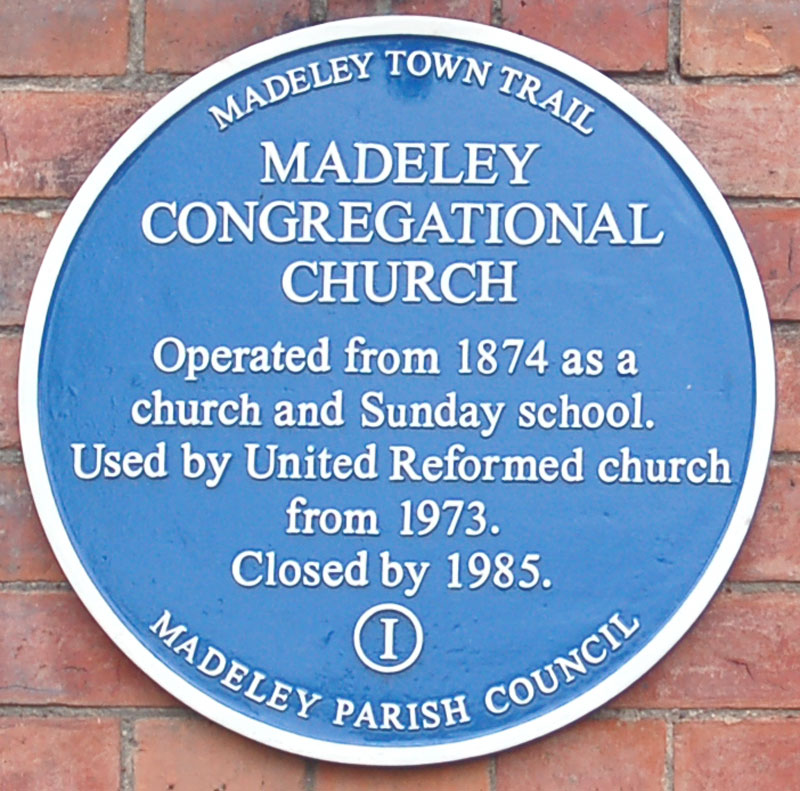 MADELEY TOWN TRAIL
MADELEY
CONGREGATIONAL
CHURCH
Operated from 1874 as a
church and Sunday school.
Used by United Reformed church
from 1973.
Closed by 1985.
I
MADELEY PARISH COUNCIL